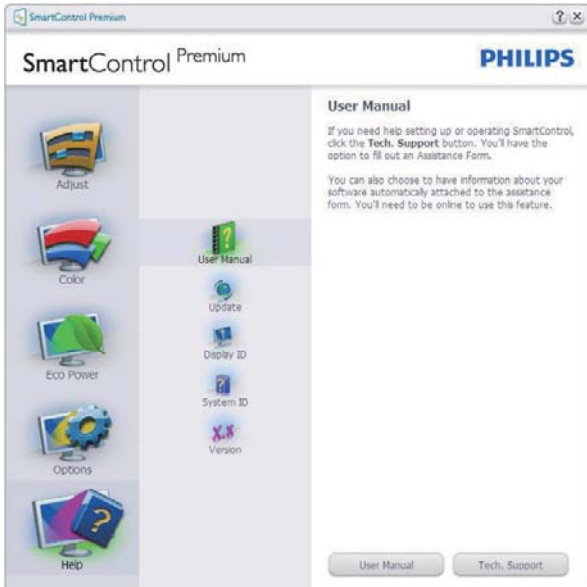 SmartControl Premium
SmartControl Premium
PHILIPS
Adjust
Color
Eco Power
Options
Help
User Manual
Update
Display ID
System ID
X.X
Version
User Manual
If you need help setting up or operating SmartControl,
click the Tech. Support button. You'll have the
option to fill out an Assistance Form.
You can also choose to have information about your
software automatically attached to the assistance
form. You'll need to be online to use this feature.
User Manual
Tech. Support